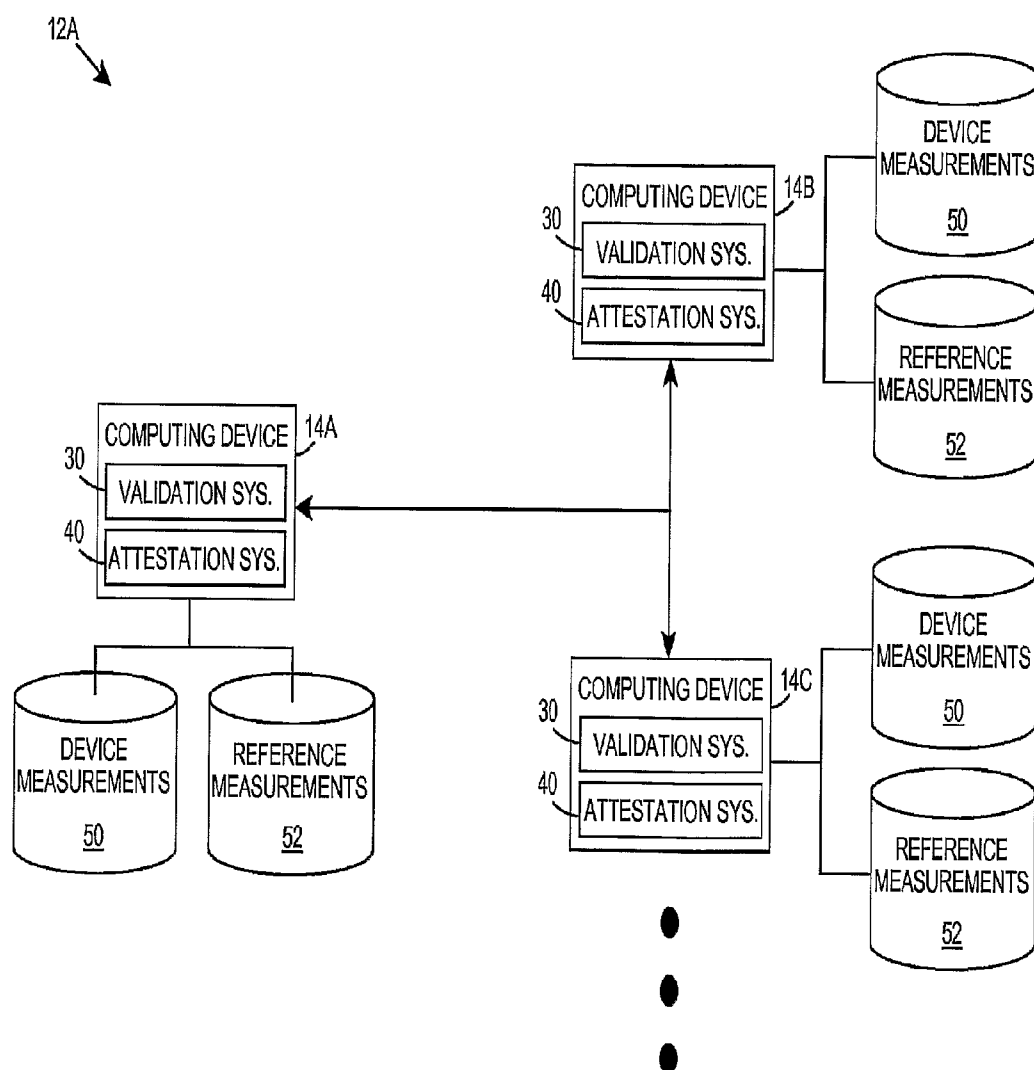 12A
DEVICE
MEASUREMENTS
50
COMPUTING DEVICE
14B
30
VALIDATION SYS.
40
ATTESTATION SYS.
REFERENCE
MEASUREMENTS
52
COMPUTING DEVICE
14A
30
VALIDATION SYS.
40
ATTESTATION SYS.
DEVICE
MEASUREMENTS
50
REFERENCE
MEASUREMENTS
52
COMPUTING DEVICE
14C
30
VALIDATION SYS.
40
ATTESTATION SYS.
DEVICE
MEASUREMENTS
50
REFERENCE
MEASUREMENTS
52